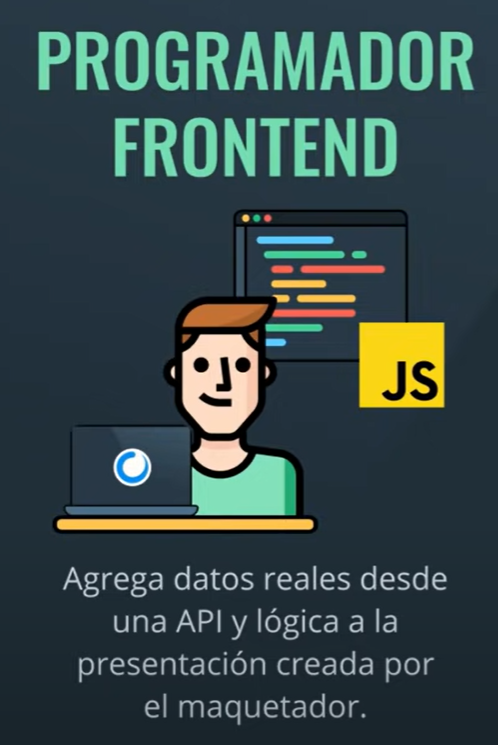 PROGRAMADOR
FRONTEND
JS
Agrega datos reales desde
una API y lógica a la
presentación creada por
el maquetador.